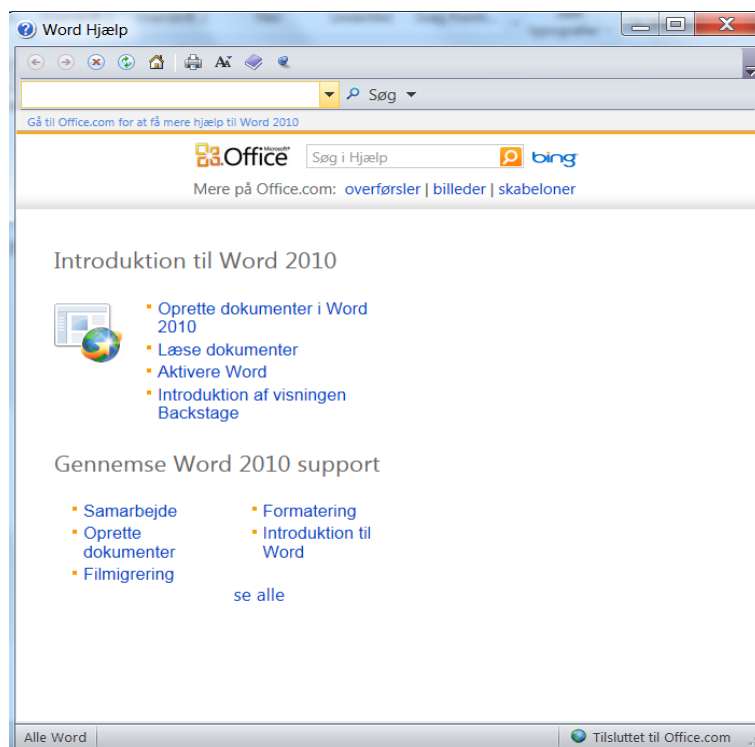 Word Hjælp
Søg
Gå til Office.com for at få mere hjælp til Word 2010
Microsoft Office Søg i Hjælp bing
Mere på Office.com: overførsler | billeder | skabeloner
Introduktion til Word 2010
Oprette dokumenter i Word
2010
Læse dokumenter
Aktivere Word
Introduktion af visningen
Backstage
Gennemse Word 2010 support
Samarbejde
Oprette
dokumenter
Filmigrering
Formatering
Introduktion til
Word
se alle
Alle Word Tilsluttet til Office.com